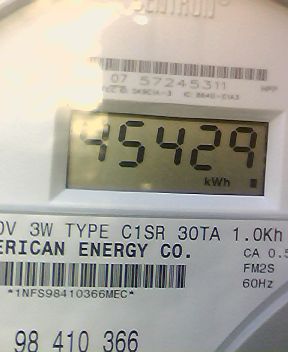 CENTRON
07 57245311
45429
kWh
0V 3W TYPE C1SR 30TA 1.0Kh
ERICAN ENERGY CO.
CA 0.5
FM2S
60Hz
*1NFS98410366MEC*
98 410 366